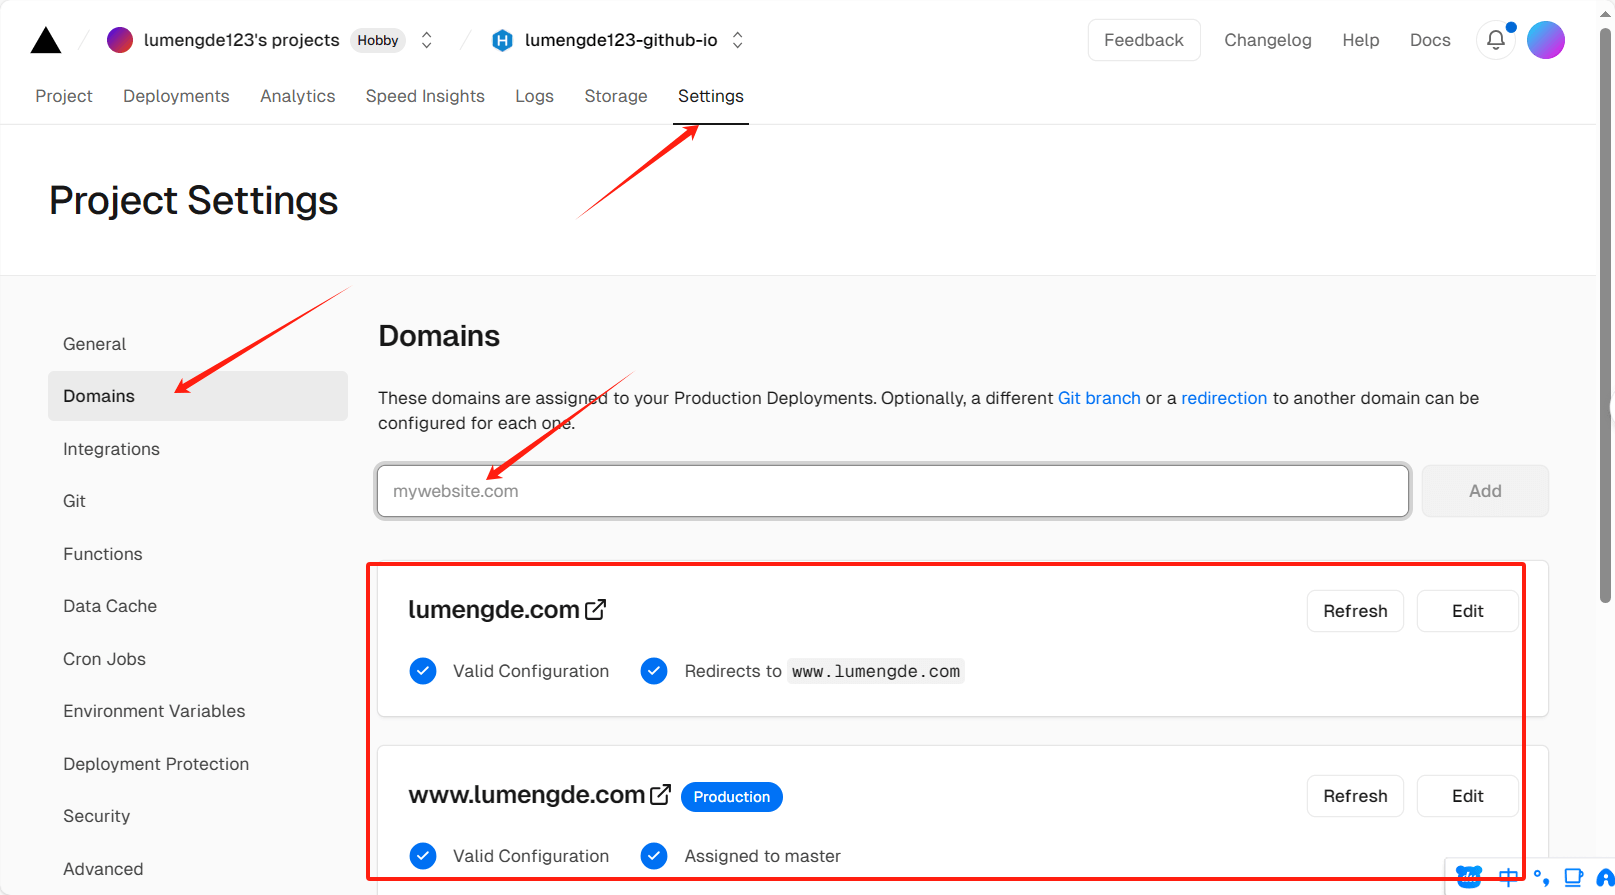 lumengde123's projects Hobby lumengde123-github-io Feedback Changelog Help Docs
Project Deployments Analytics Speed Insights Logs Storage Settings
Project Settings
General
Domains
Integrations
Git
Functions
Data Cache
Cron Jobs
Environment Variables
Deployment Protection
Security
Advanced
Domains
These domains are assigned to your Production Deployments. Optionally, a different Git branch or a redirection to another domain can be
configured for each one.
mywebsite.com Add
lumengde.com Refresh Edit
Valid Configuration Redirects to www.lumengde.com
www.lumengde.com Production Refresh Edit
Valid Configuration Assigned to master
中